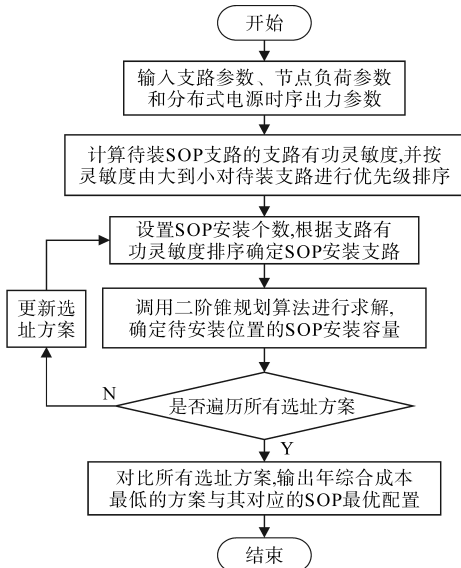 开始
输入支路参数、节点负荷参数
和分布式电源时序出力参数
计算待装SOP支路的支路有功灵敏度,并按
灵敏度由大到小对待装支路进行优先级排序
设置SOP安装个数,根据支路有
功灵敏度排序确定SOP安装支路
更新选
址方案
调用二阶锥规划算法进行求解,
确定待安装位置的SOP安装容量
N
是否遍历所有选址方案
Y
对比所有选址方案,输出年综合成本
最低的方案与其对应的SOP最优配置
结束